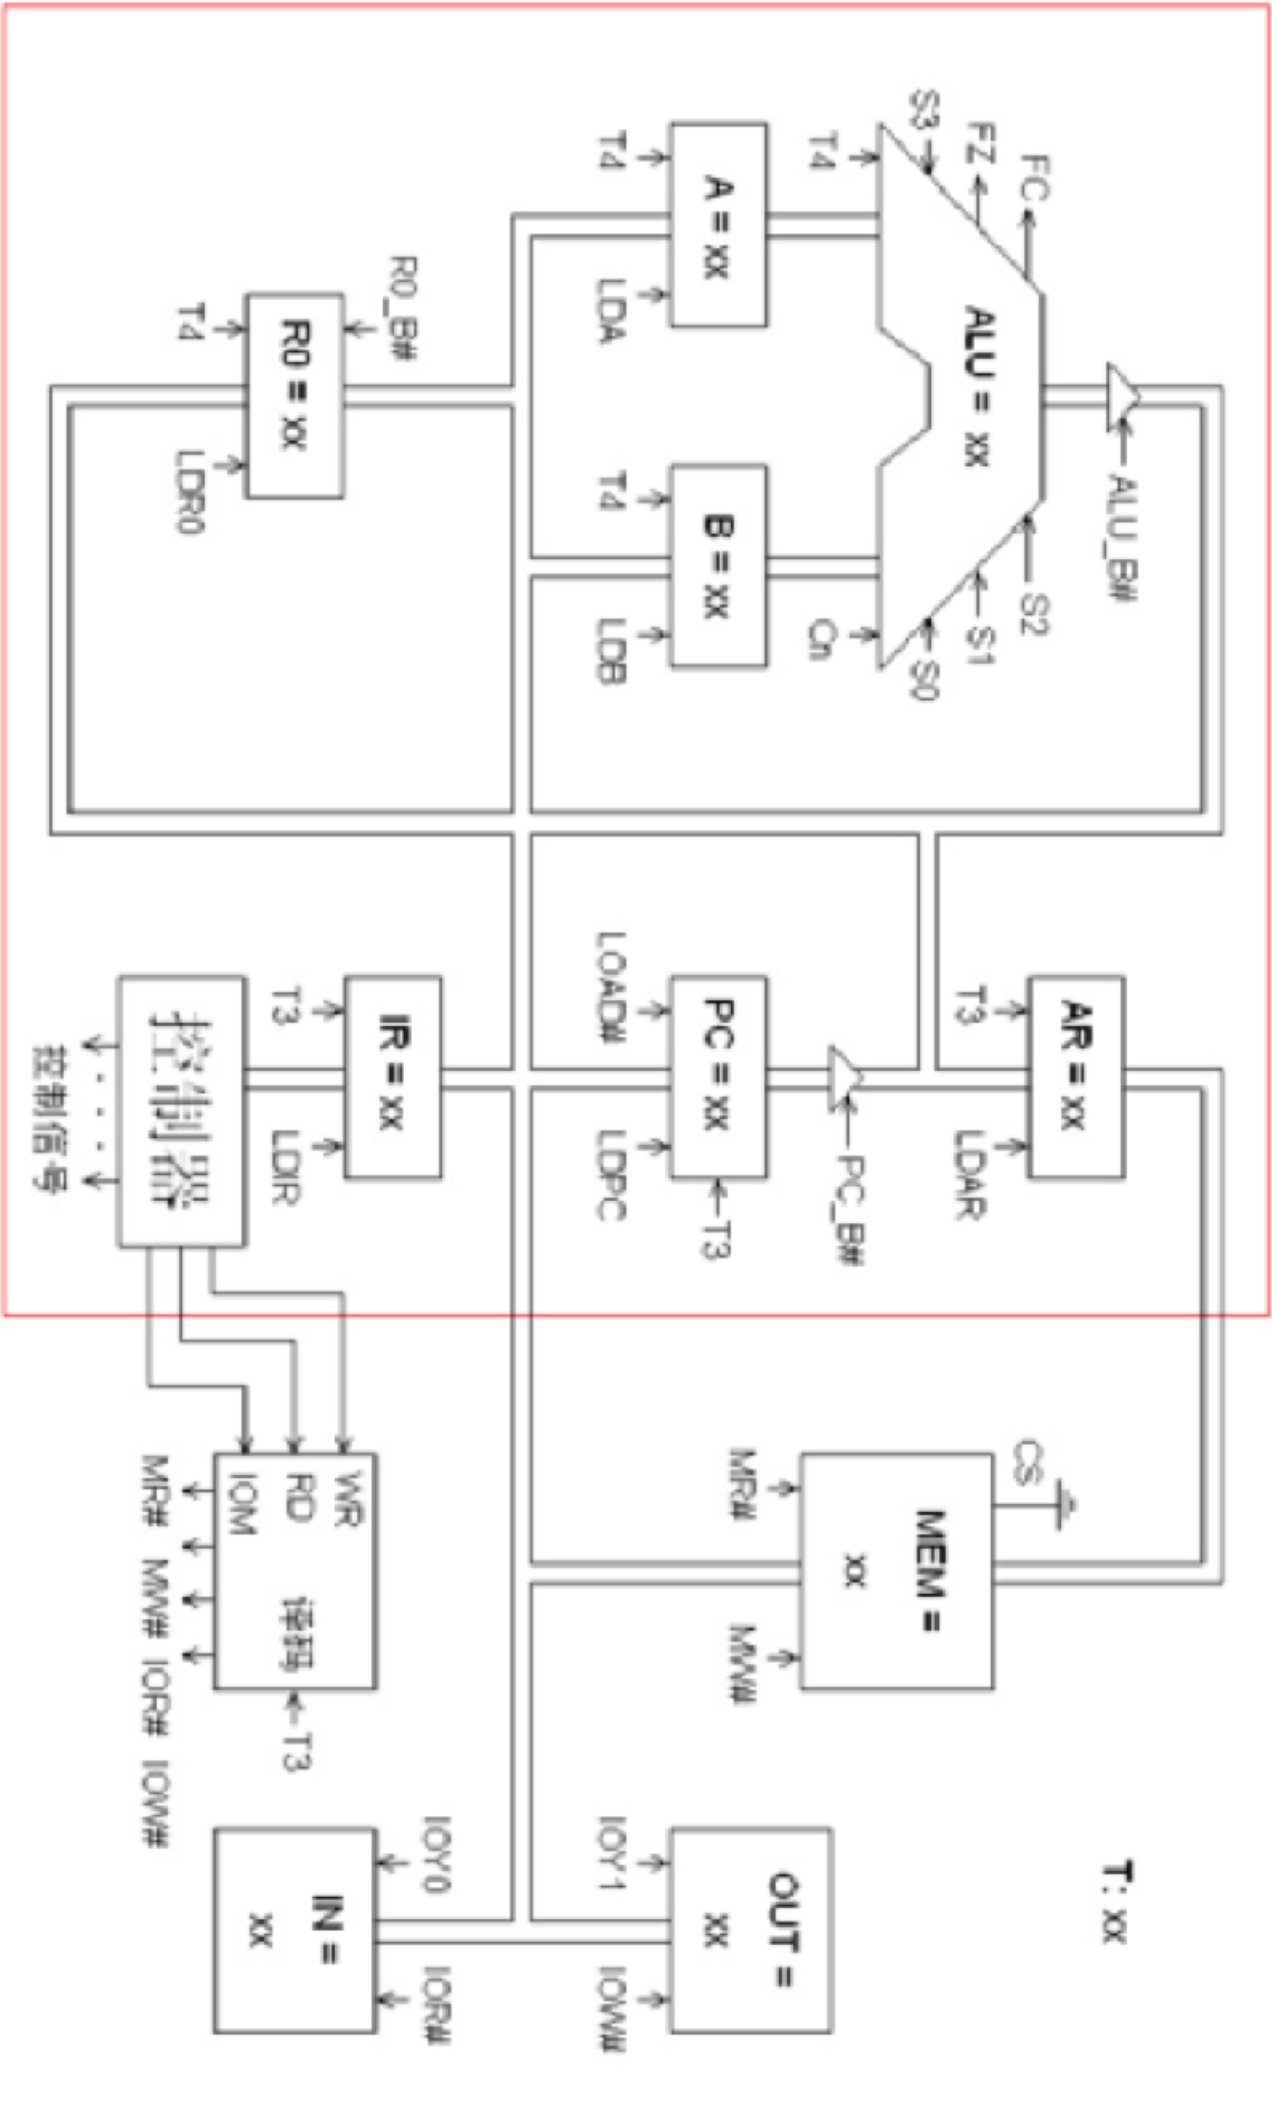 ALU_B#
FC
FZ
S3
S2
S1
S0
ALU = xx
T4
Cn
A = xx
B = xx
T4
LDA
T4
LDB
R0_B#
R0 = xx
T4
LDR0
AR = xx
T3
LDAR
PC_B#
PC = xx
T3
LOAD#
LDPC
IR = xx
T3
LDIR
控制器
控制信号
CS
MEM =
xx
MR#
MW#
WR
RD
IOM
译码
T3
MR# MW# IOR# IOW#
T: xx
OUT =
xx
IOY1
IOW#
IOY0
IOR#
IN =
xx